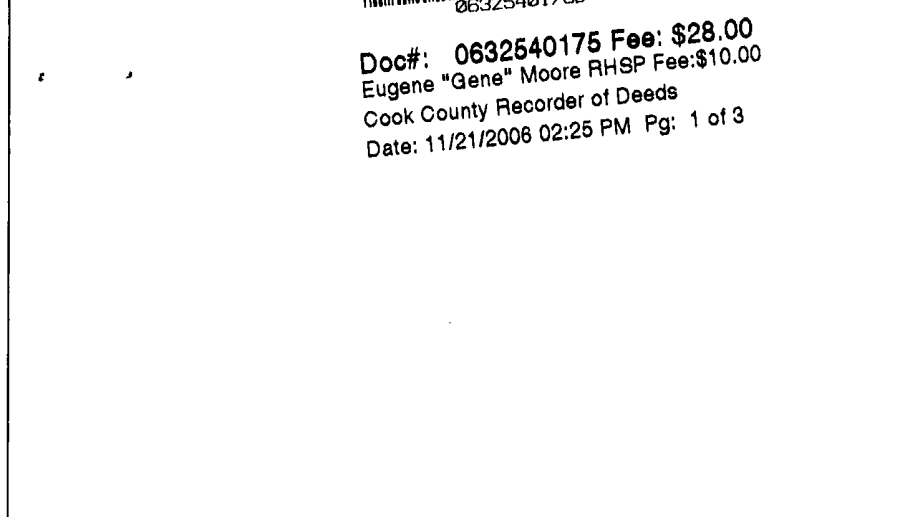 Doc#: 0632540175 Fee: $28.00
Eugene "Gene" Moore RHSP Fee:$10.00
Cook County Recorder of Deeds
Date: 11/21/2006 02:25 PM Pg: 1 of 3